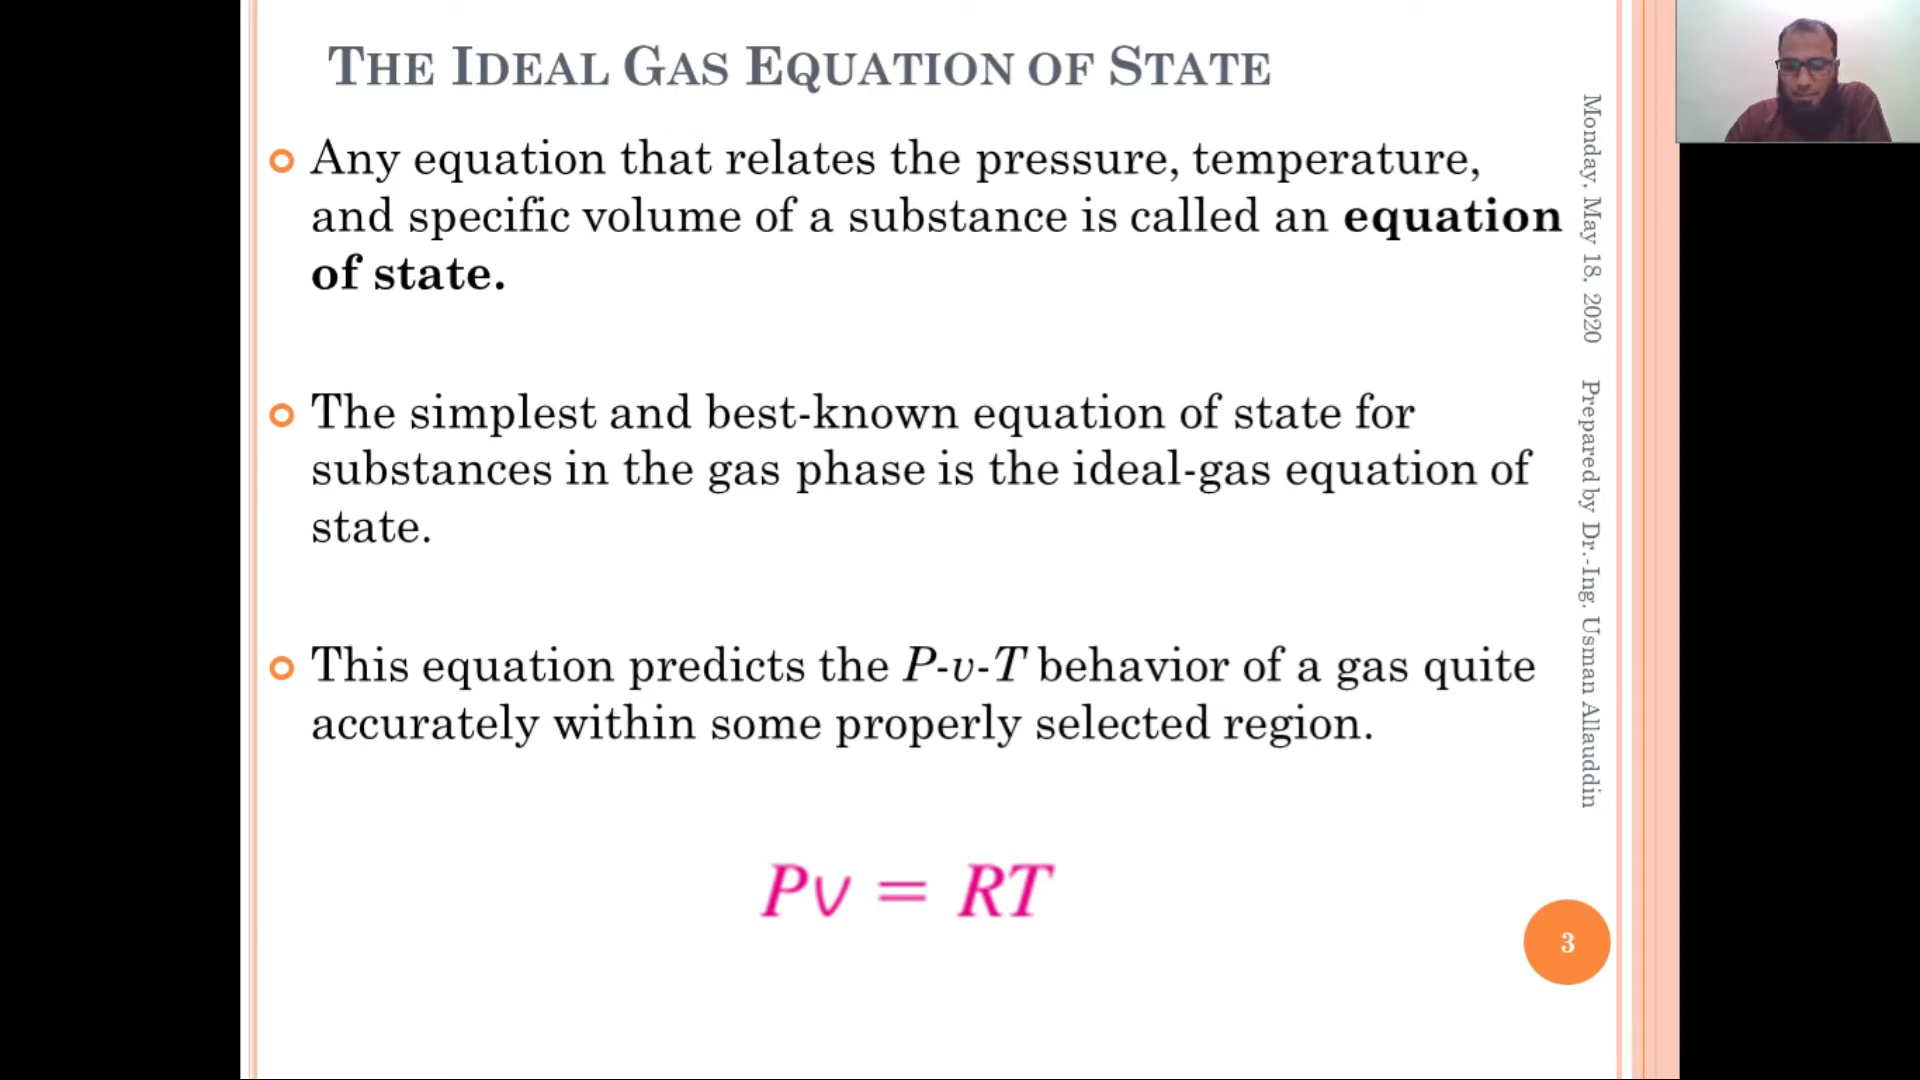 THE IDEAL GAS EQUATION OF STATE
Any equation that relates the pressure, temperature,
and specific volume of a substance is called an equation
of state.
The simplest and best-known equation of state for
substances in the gas phase is the ideal-gas equation of
state.
This equation predicts the P-v-T behavior of a gas quite
accurately within some properly selected region.
Pv = RT
Monday, May 18, 2020
Prepared by Dr.-Ing. Usman Allauddin
3